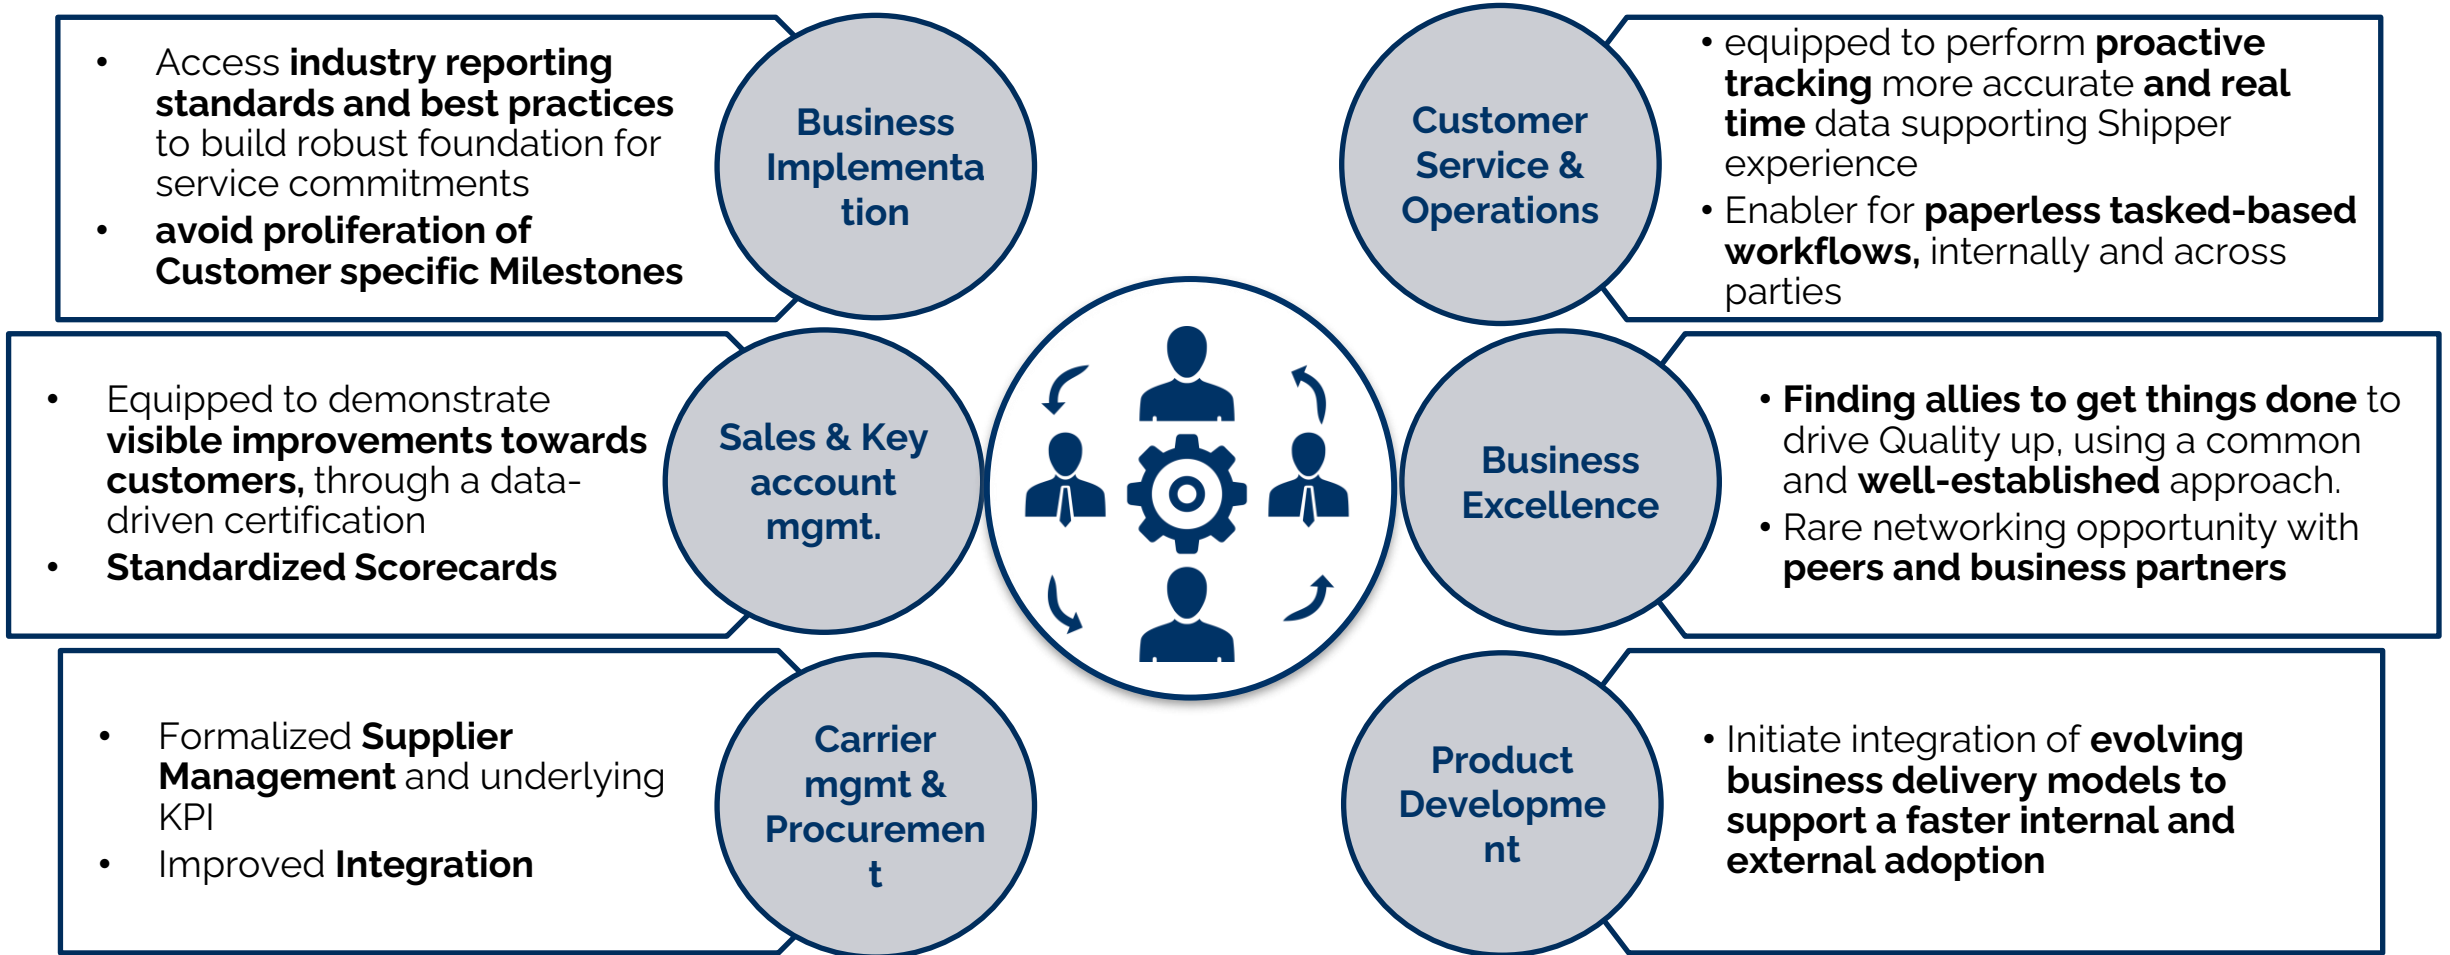 • Access industry reporting
standards and best practices
to build robust foundation for
service commitments
• avoid proliferation of
Customer specific Milestones
Business
Implementa
tion
Customer
Service &
Operations
• equipped to perform proactive
tracking more accurate and real
time data supporting Shipper
experience
• Enabler for paperless tasked-based
workflows, internally and across
parties
• Equipped to demonstrate
visible improvements towards
customers, through a data-
driven certification
• Standardized Scorecards
Sales & Key
account
mgmt.
Business
Excellence
• Finding allies to get things done to
drive Quality up, using a common
and well-established approach.
• Rare networking opportunity with
peers and business partners
• Formalized Supplier
Management and underlying
KPI
• Improved Integration
Carrier
mgmt &
Procuremen
t
Product
Developme
nt
• Initiate integration of evolving
business delivery models to
support a faster internal and
external adoption